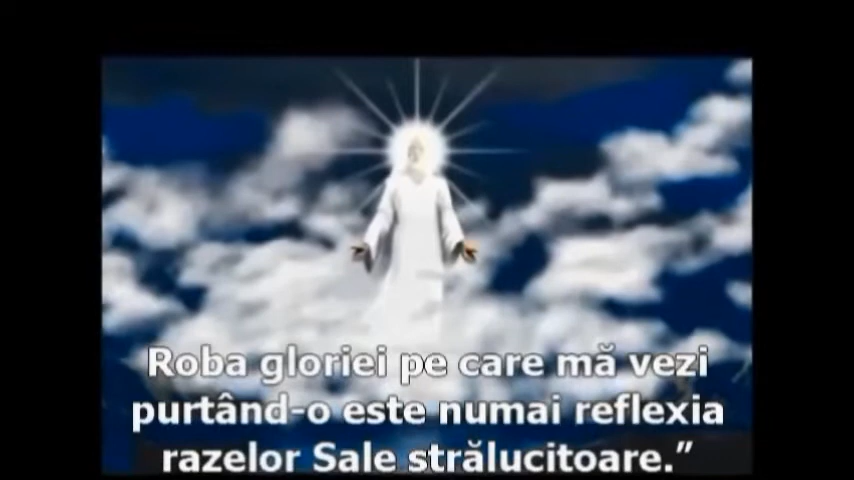 Roba gloriei pe care mă vezi
purtând-o este numai reflexia
razelor Sale strălucitoare.”